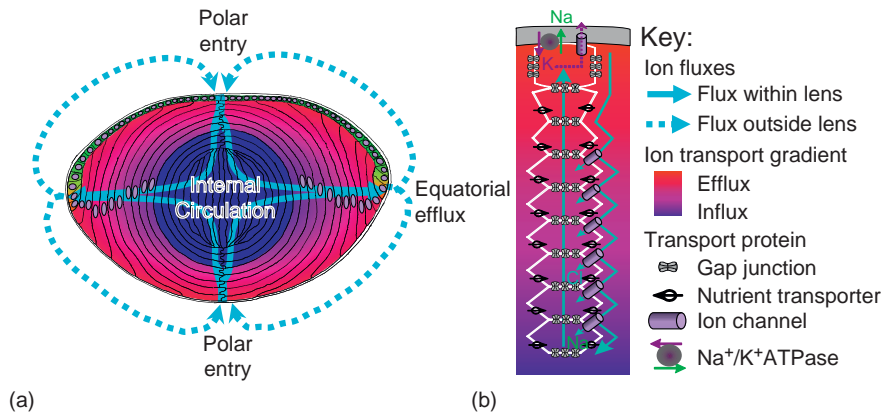 Polar
entry
Internal
Circulation
Equatorial
efflux
Polar
entry
(a)
Na
K
Cl
Na
(b)
Key:
Ion fluxes
Flux within lens
Flux outside lens
Ion transport gradient
Efflux
Influx
Transport protein
Gap junction
Nutrient transporter
Ion channel
Na⁺/K⁺ATPase